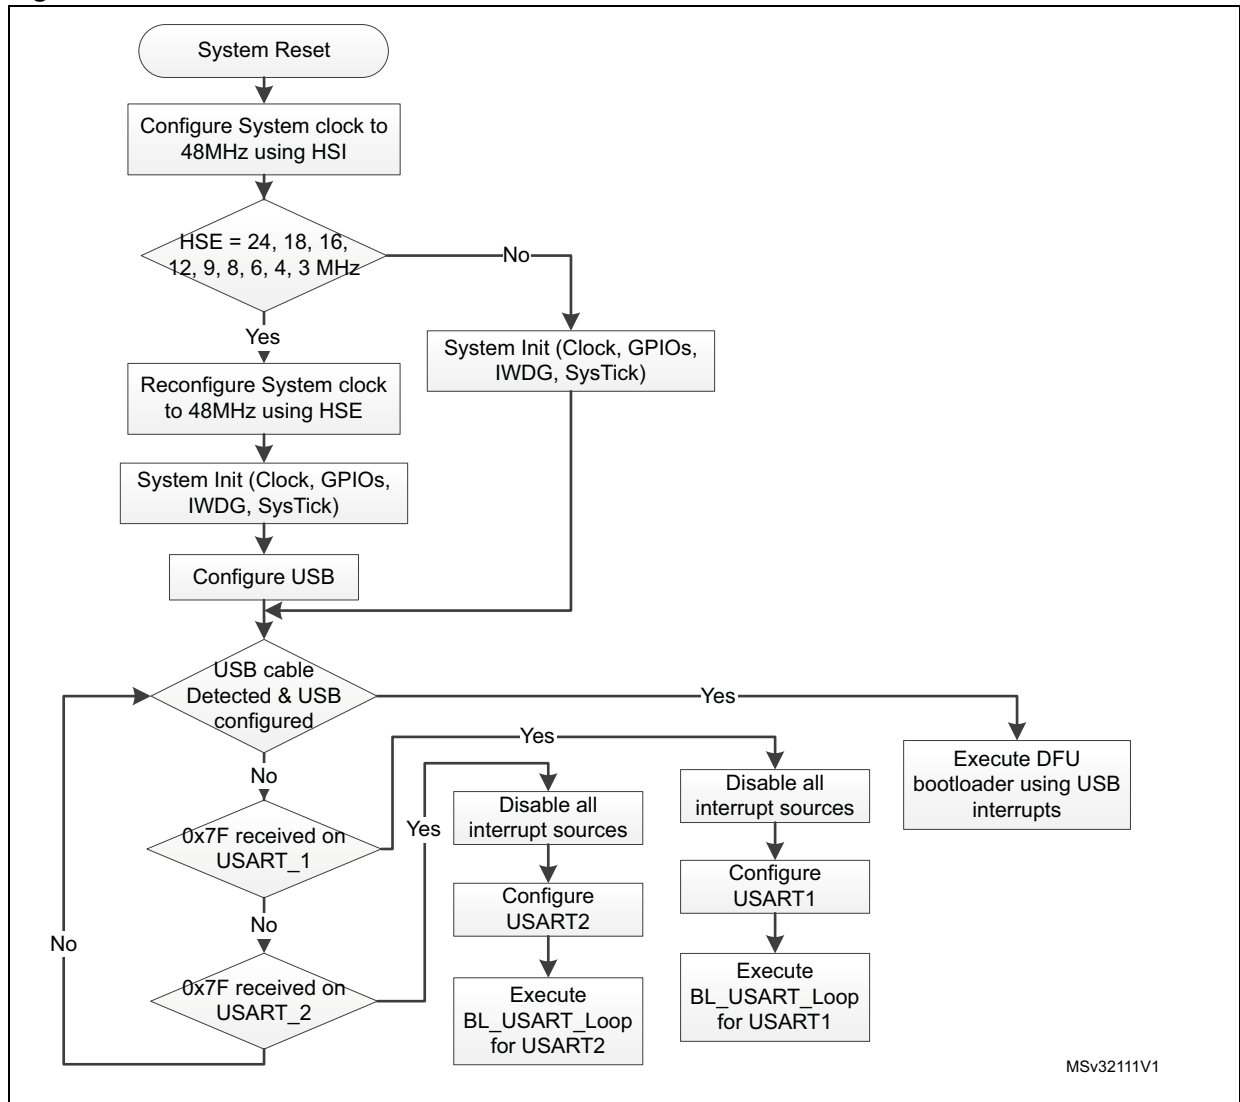 System Reset
Configure System clock to
48MHz using HSI
HSE = 24, 18, 16,
12, 9, 8, 6, 4, 3 MHz
No
Yes
System Init (Clock, GPIOs,
IWDG, SysTick)
Reconfigure System clock
to 48MHz using HSE
System Init (Clock, GPIOs,
IWDG, SysTick)
Configure USB
USB cable
Detected & USB
configured
Yes
No
Execute DFU
bootloader using USB
interrupts
0x7F received on
USART_1
Yes
Disable all
interrupt sources
Configure
USART1
Execute
BL_USART_Loop
for USART1
No
0x7F received on
USART_2
Yes
Disable all
interrupt sources
Configure
USART2
Execute
BL_USART_Loop
for USART2
No
MSv32111V1